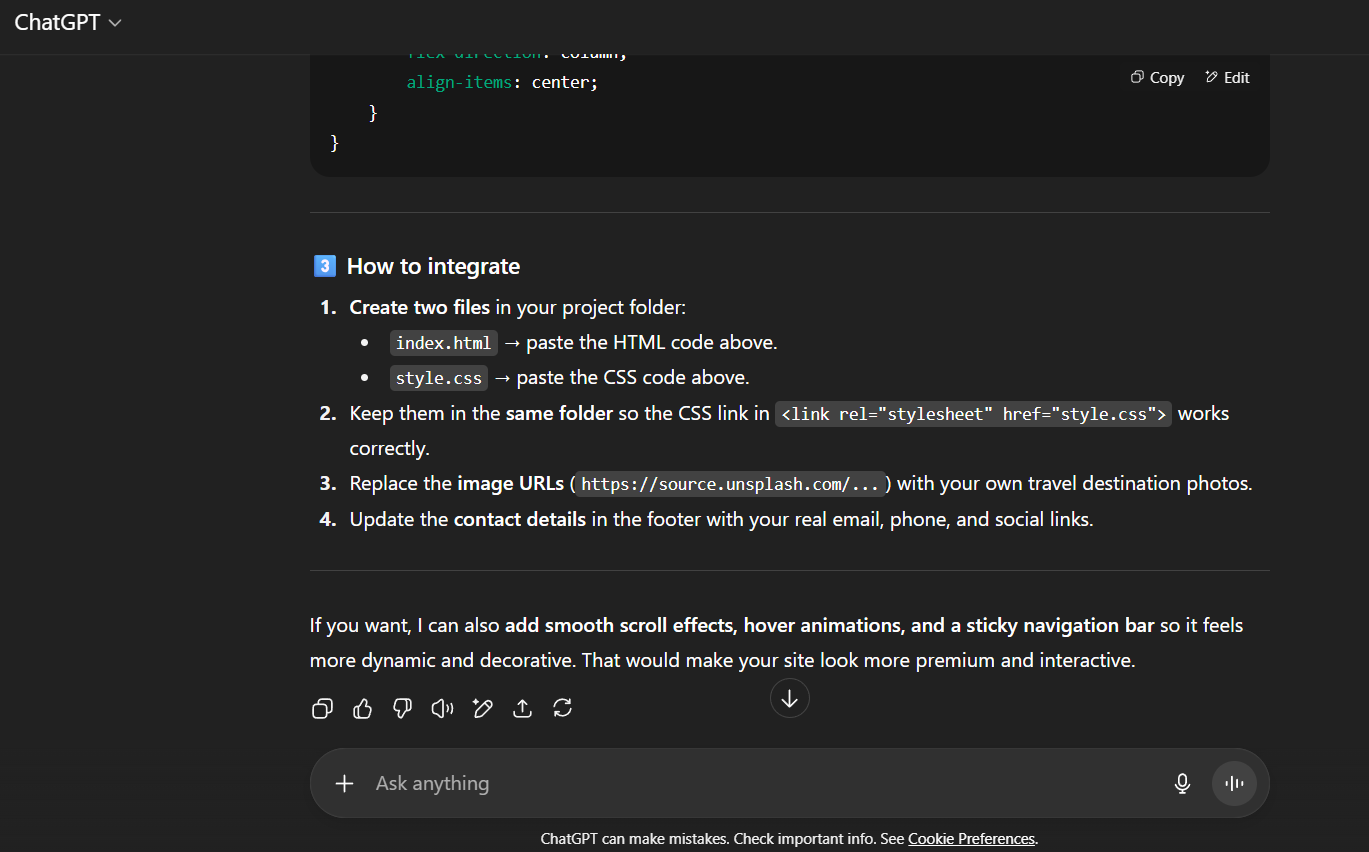 ChatGPT
flex-direction: column;
align-items: center;
Copy Edit
}
}
3 How to integrate
1. Create two files in your project folder:
• index.html → paste the HTML code above.
• style.css → paste the CSS code above.
2. Keep them in the same folder so the CSS link in <link rel="stylesheet" href="style.css"> works
correctly.
3. Replace the image URLs (https://source.unsplash.com/...) with your own travel destination photos.
4. Update the contact details in the footer with your real email, phone, and social links.
If you want, I can also add smooth scroll effects, hover animations, and a sticky navigation bar so it feels
more dynamic and decorative. That would make your site look more premium and interactive.
Ask anything
ChatGPT can make mistakes. Check important info. See Cookie Preferences.